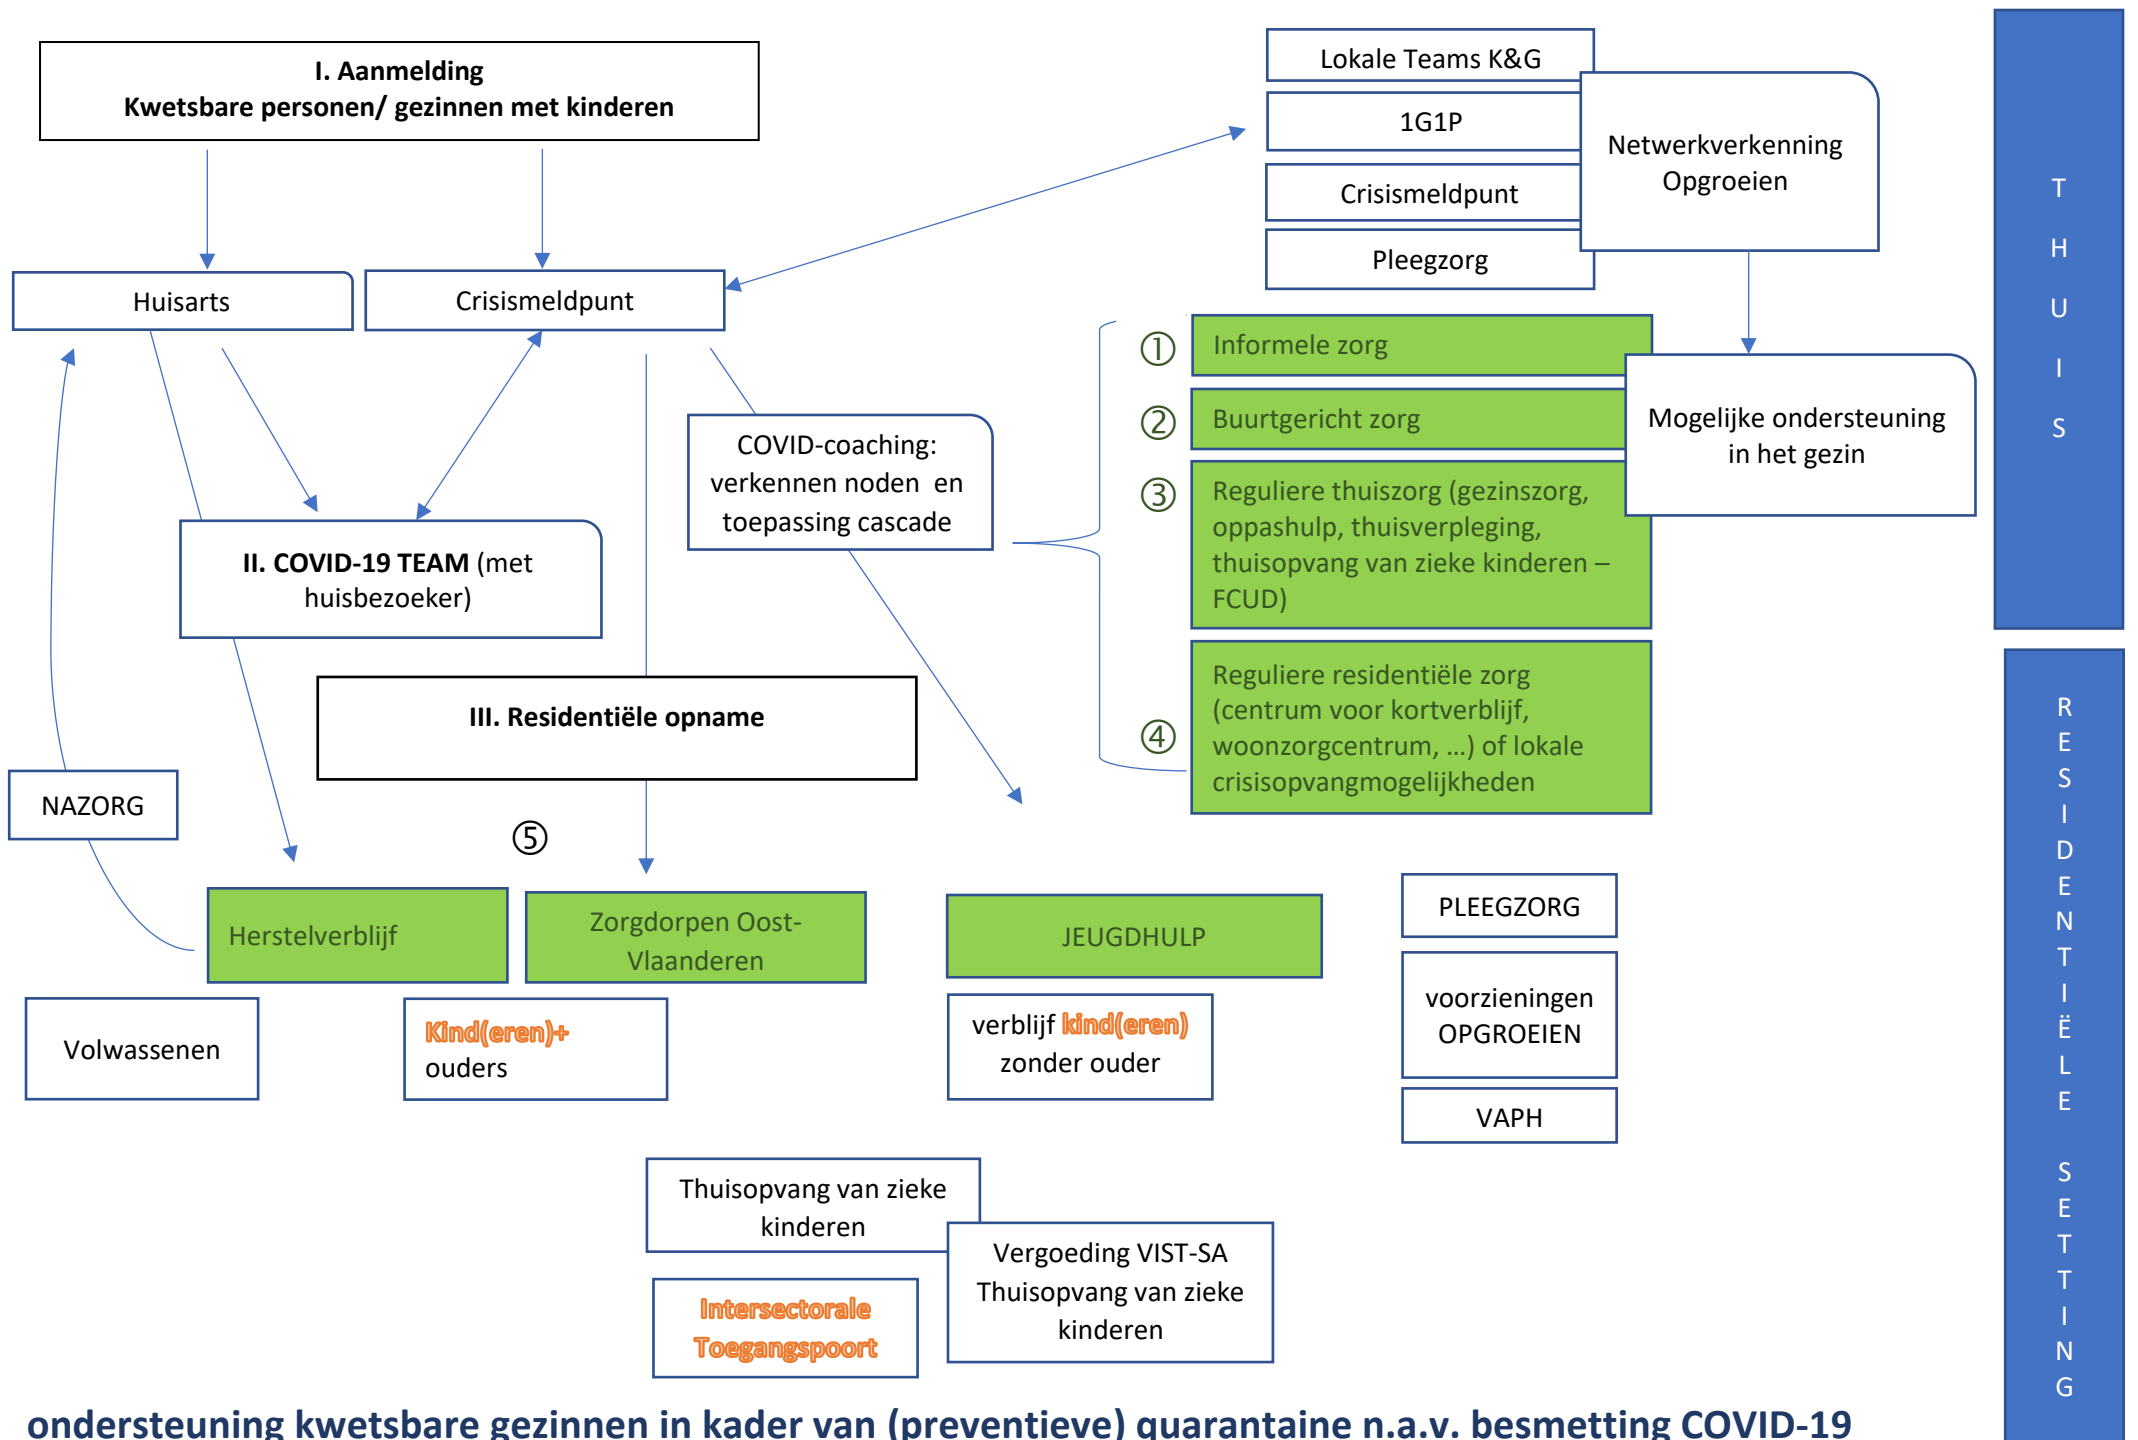 I. Aanmelding
Kwetsbare personen/ gezinnen met kinderen
Lokale Teams K&G
1G1P
Crisismeldpunt
Pleegzorg
Netwerkverkenning
Opgroeien
THUIS
Huisarts
Crisismeldpunt
① Informele zorg
② Buurtgericht zorg
③ Reguliere thuiszorg (gezinszorg,
oppashulp, thuisverpleging,
thuisopvang van zieke kinderen –
FCUD)
Mogelijke ondersteuning
in het gezin
COVID-coaching:
verkennen noden en
toepassing cascade
II. COVID-19 TEAM (met
huisbezoeker)
④ Reguliere residentiële zorg
(centrum voor kortverblijf,
woonzorgcentrum, …) of lokale
crisisopvangmogelijkheden
III. Residentiële opname
RESIDENTIËLE SETTING
NAZORG
⑤
Herstelverblijf
Zorgdorpen Oost-
Vlaanderen
JEUGDHULP
PLEEGZORG
voorzieningen
OPGROEIEN
VAPH
Volwassenen
Kind(eren)+
ouders
verblijf kind(eren)
zonder ouder
Thuisopvang van zieke
kinderen
Vergoeding VIST-SA
Thuisopvang van zieke
kinderen
Intersectorale
Toegangspoort
ondersteuning kwetsbare gezinnen in kader van (preventieve) quarantaine n.a.v. besmetting COVID-19